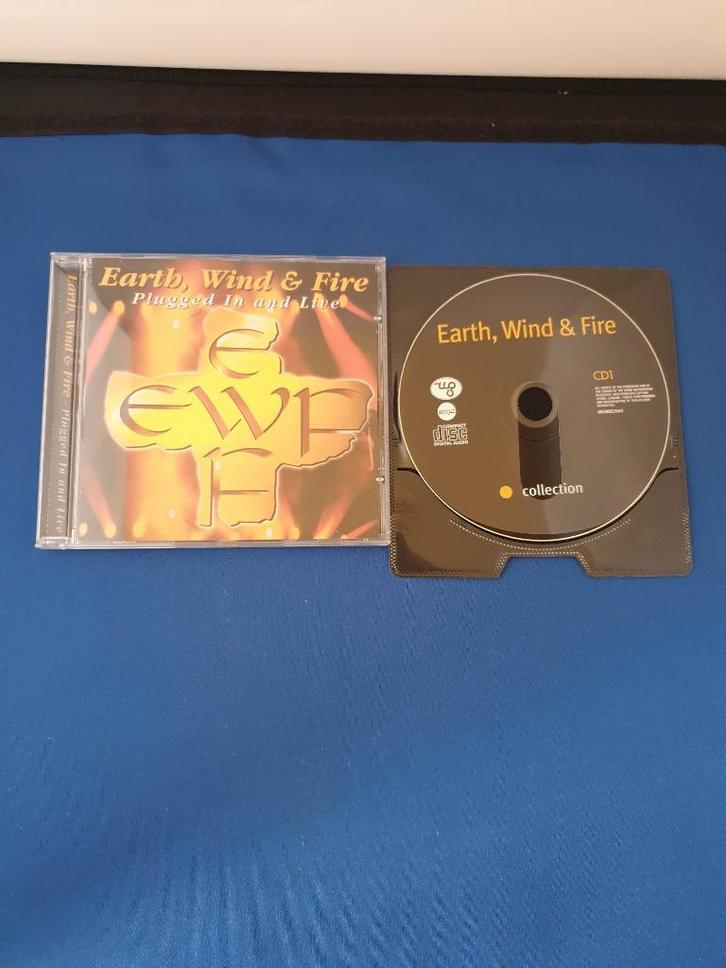 Earth, Wind & Fire Plugged In and Live
Earth, Wind & Fire
Plugged In and Live
E
EWF
F
Earth, Wind & Fire
CD1
COMPACT
disc
DIGITAL AUDIO
collection